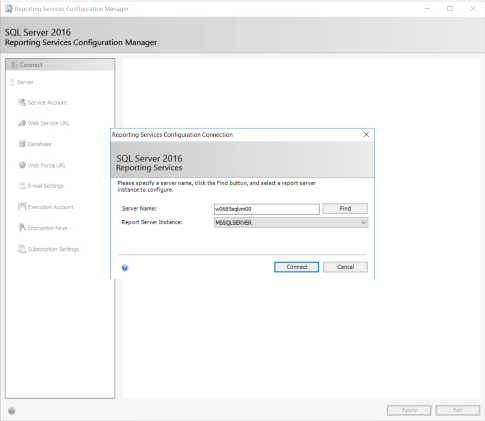 Reporting Services Configuration Manager
SQL Server 2016
Reporting Services Configuration Manager
Connect
Server
Service Account
Web Service URL
Database
Web Portal URL
E-mail Settings
Execution Account
Encryption Keys
Subscription Settings
Reporting Services Configuration Connection
SQL Server 2016
Reporting Services
Please specify a server name, click the Find button, and select a report server
instance to configure.
Server Name:
w0685sqlvm00
Find
Report Server Instance:
MSSQLSERVER
Connect
Cancel
Apply
Exit